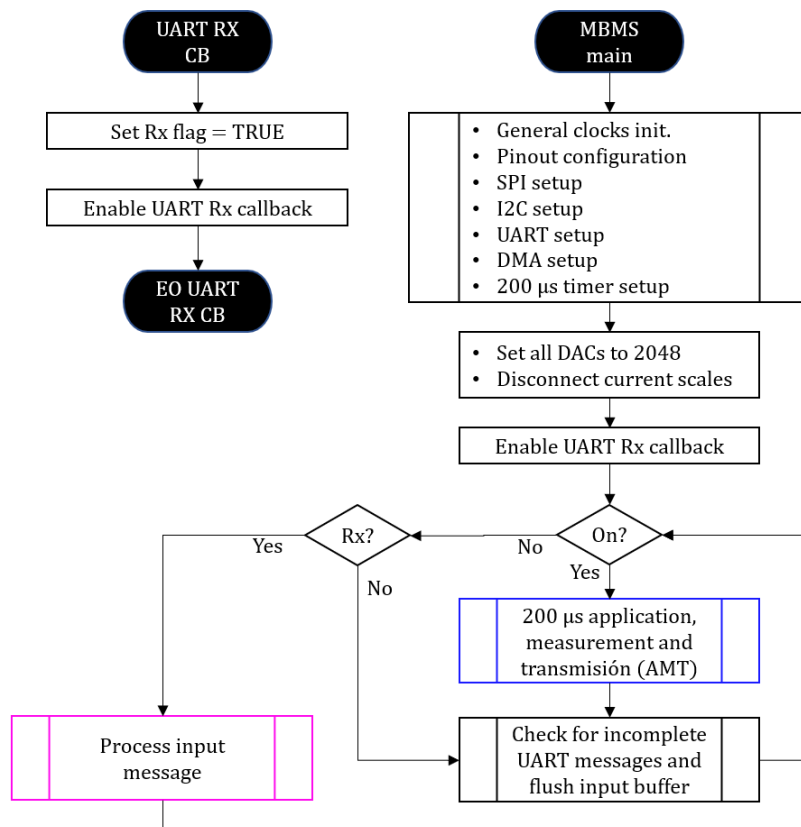 UART RX
CB
Set Rx flag = TRUE
Enable UART Rx callback
EO UART
RX CB
MBMS
main
• General clocks init.
• Pinout configuration
• SPI setup
• I2C setup
• UART setup
• DMA setup
• 200 µs timer setup
• Set all DACs to 2048
• Disconnect current scales
Enable UART Rx callback
On?
No
Yes
Rx?
Yes
No
200 µs application,
measurement and
transmisión (AMT)
Process input
message
Check for incomplete
UART messages and
flush input buffer